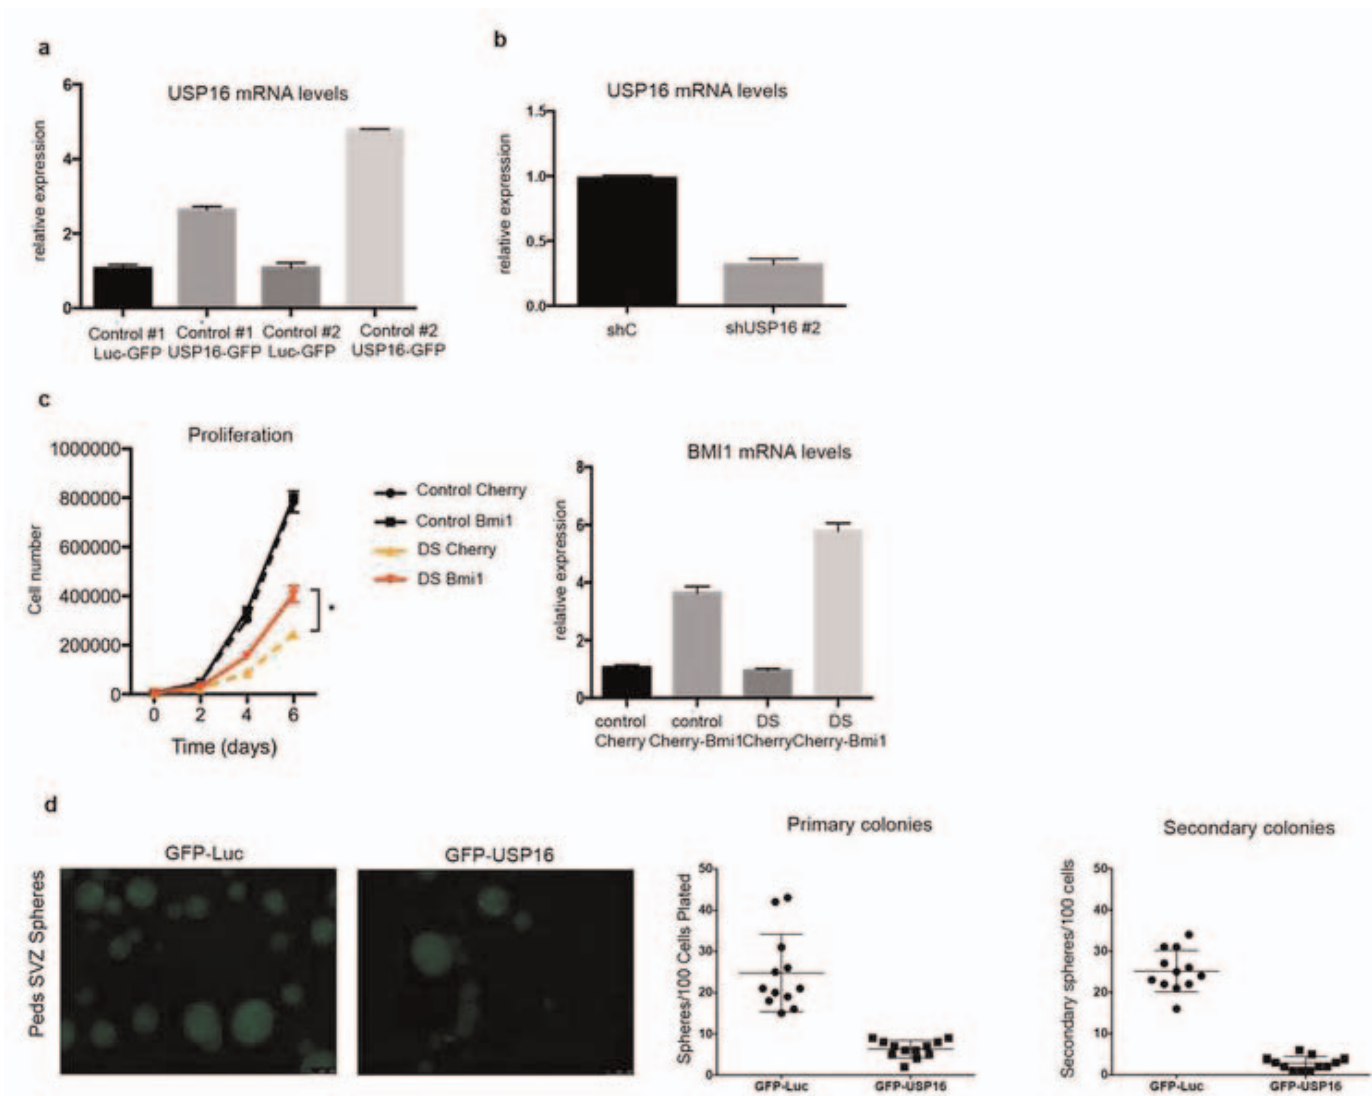 a
USP16 mRNA levels
relative expression
6
4
2
0
Control #1 Control #1 Control #2 Control #2
Luc-GFP USP16-GFP Luc-GFP USP16-GFP
b
USP16 mRNA levels
relative expression
1.5
1.0
0.5
0.0
shC shUSP16 #2
c
Proliferation
Cell number
1000000
800000
600000
400000
200000
0
0 2 4 6
Time (days)
Control Cherry
Control Bmi1
DS Cherry
DS Bmi1
*
BMI1 mRNA levels
relative expression
8
6
4
2
0
control control DS DS
Cherry Cherry-Bmi1 Cherry Cherry-Bmi1
d
GFP-Luc GFP-USP16
Peds SVZ Spheres
Primary colonies
Spheres/100 Cells Plated
50
40
30
20
10
0
GFP-Luc GFP-USP16
Secondary colonies
Secondary spheres/100 cells
50
40
30
20
10
0
GFP-Luc GFP-USP16